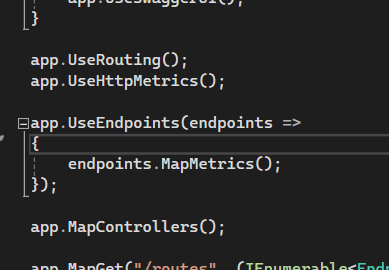 }
app.UseRouting();
app.UseHttpMetrics();
app.UseEndpoints(endpoints =>
{
endpoints.MapMetrics();
});
app.MapControllers();